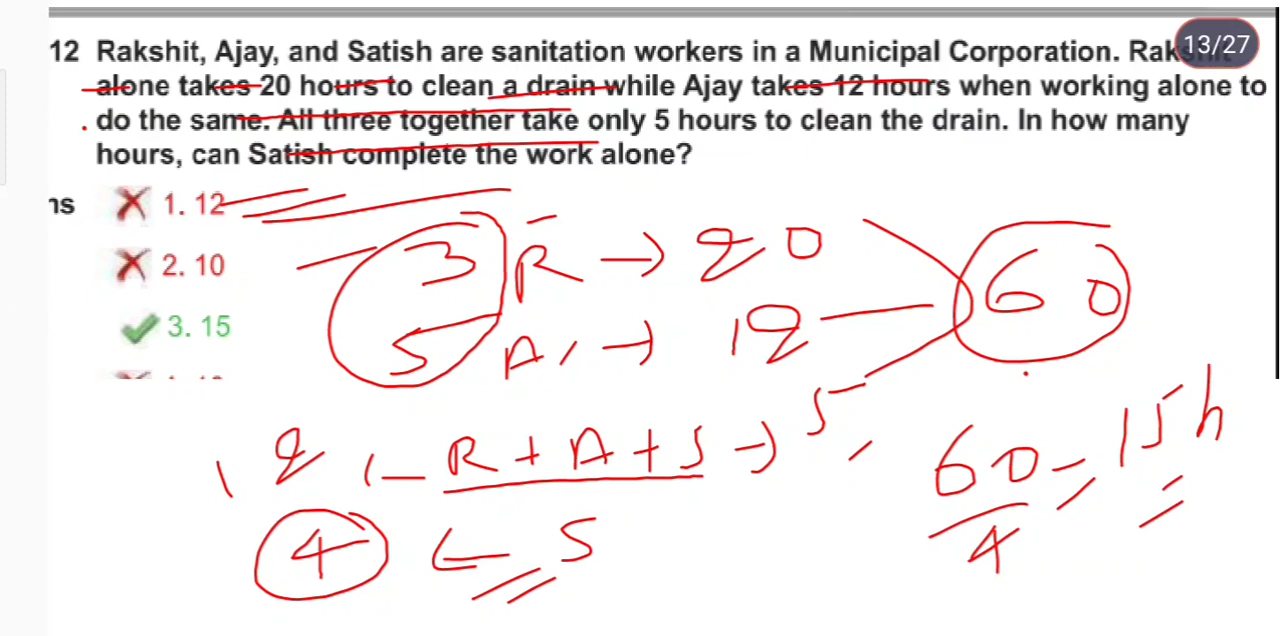 13/27
12 Rakshit, Ajay, and Satish are sanitation workers in a Municipal Corporation.
alone takes 20 hours to clean a drain while Ajay takes 12 hours when working alone to
do the same. All three together take only 5 hours to clean the drain. In how many
hours, can Satish complete the work alone?
ns 1. 12
2. 10
3. 15
3 R → 20 60
5 A → 12
12 ← R + A + S → 5
4 ← S
60/4 = 15 h